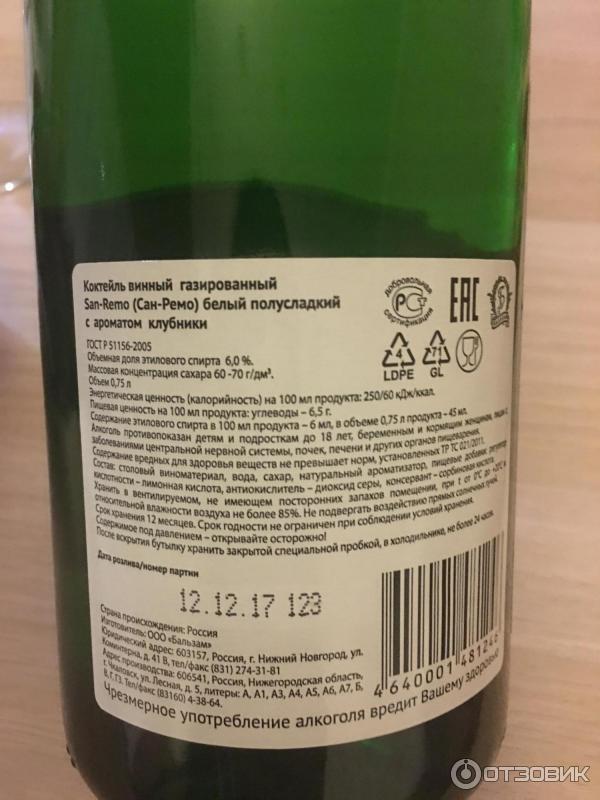 Коктейль винный газированный
San-Remo (Сан-Ремо) белый полусладкий
с ароматом клубники
Добровольная
РСТ
сертификации
ЕАС
4
LDPE
71
GL
ГОСТ Р 51156-2005
Объемная доля этилового спирта 6,0 %.
Массовая концентрация сахара 60 -70 г/дм³.
Объем 0,75 л
Энергетическая ценность (калорийность) на 100 мл продукта: 250/60 кДж/ккал.
Пищевая ценность на 100 мл продукта: углеводы – 6,5 г.
Содержание этилового спирта в 100 мл продукта – 6 мл, в объеме 0,75 л продукта – 45 мл.
Алкоголь противопоказан детям и подросткам до 18 лет, беременным и кормящим женщинам, лицам с
заболеваниями центральной нервной системы, почек, печени и других органов пищеварения.
Содержание вредных для здоровья веществ не превышает норм, установленных ТР ТС 021/2011.
Состав: столовый виноматериал, вода, сахар, натуральный ароматизатор, пищевые добавки: регулятор
кислотности – лимонная кислота, антиокислитель – диоксид серы, консервант – сорбиновая кислота.
Хранить в вентилируемом, не имеющем посторонних запахов помещении, при t от 0°С до +20°С и
относительной влажности воздуха не более 85%. Не подвергать воздействию прямых солнечных лучей.
Срок хранения 12 месяцев. Срок годности не ограничен при соблюдении условий хранения.
Содержимое под давлением – открывайте осторожно!
После вскрытия бутылку хранить закрытой специальной пробкой, в холодильнике, не более 24 часов.
Дата розлива/номер партии
12.12.17 123
Страна происхождения: Россия
Изготовитель: ООО «Бальзам»
Юридический адрес: 603157, Россия, г. Нижний Новгород, ул.
Коминтерна, д. 41 В, тел/факс (831) 274-31-81
Адрес производства: 606541, Россия, Нижегородская область,
г. Чкаловск, ул. Лесная, д. 5, литеры: А, А1, А3, А4, А5, А6, А7, Б,
В, Г, Г3. Тел/факс (83160) 4-38-64.
4 640001 481246
Чрезмерное употребление алкоголя вредит Вашему здоровью
ОТЗОВИК